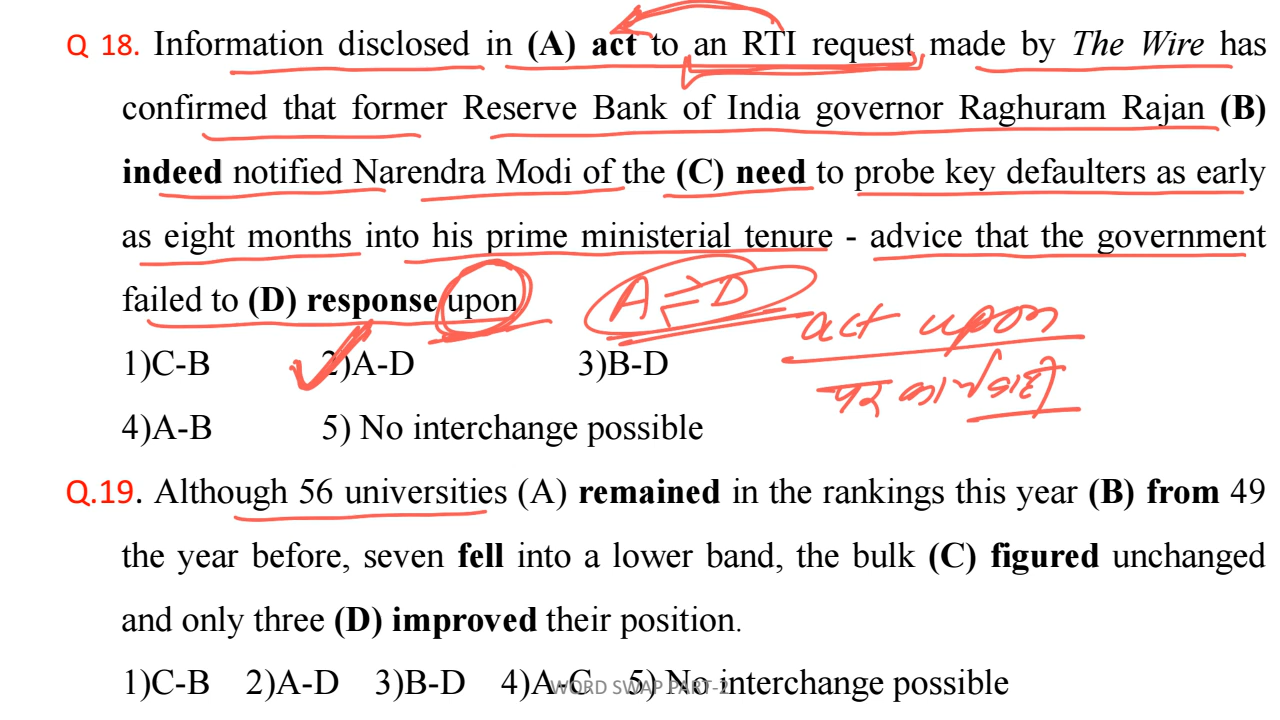 Q 18. Information disclosed in (A) act to an RTI request made by The Wire has
confirmed that former Reserve Bank of India governor Raghuram Rajan (B)
indeed notified Narendra Modi of the (C) need to probe key defaulters as early
as eight months into his prime ministerial tenure - advice that the government
failed to (D) response upon
A⇌D
act upon
पर कार्यवाही
1)C-B 2)A-D 3)B-D
4)A-B 5) No interchange possible
Q.19. Although 56 universities (A) remained in the rankings this year (B) from 49
the year before, seven fell into a lower band, the bulk (C) figured unchanged
and only three (D) improved their position.
1)C-B 2)A-D 3)B-D 4)A-C 5) No interchange possible
WORD SWAP PART-2